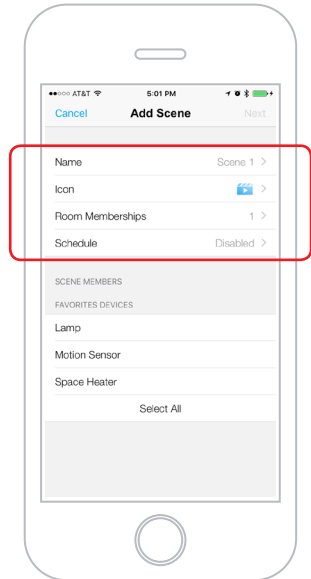 AT&T 5:01 PM
Cancel Add Scene Next
Name Scene 1
Icon
Room Memberships 1
Schedule Disabled
SCENE MEMBERS
FAVORITES DEVICES
Lamp
Motion Sensor
Space Heater
Select All